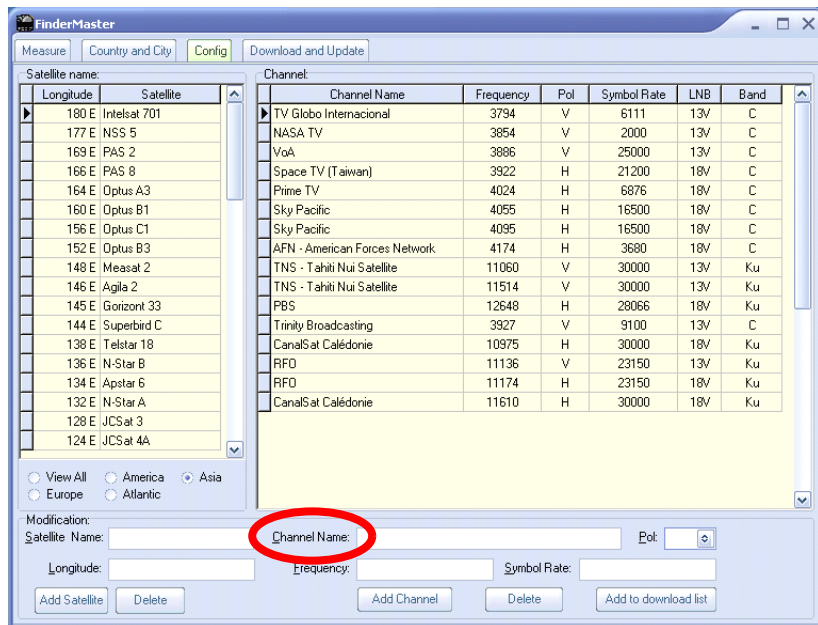 FinderMaster
Measure Country and City Config Download and Update
Satellite name:
Longitude Satellite
180 E Intelsat 701
177 E NSS 5
169 E PAS 2
166 E PAS 8
164 E Optus A3
160 E Optus B1
156 E Optus C1
152 E Optus B3
148 E Measat 2
146 E Agila 2
145 E Gorizont 33
144 E Superbird C
138 E Telstar 18
136 E N-Star B
134 E Apstar 6
132 E N-Star A
128 E JCSat 3
124 E JCSat 4A
View All America Asia
Europe Atlantic
Channel:
Channel Name Frequency Pol Symbol Rate LNB Band
TV Globo Internacional 3794 V 6111 13V C
NASA TV 3854 V 2000 13V C
VoA 3886 V 25000 13V C
Space TV (Taiwan) 3922 H 21200 18V C
Prime TV 4024 H 6876 18V C
Sky Pacific 4055 H 16500 18V C
Sky Pacific 4095 H 16500 18V C
AFN - American Forces Network 4174 H 3680 18V C
TNS - Tahiti Nui Satellite 11060 V 30000 13V Ku
TNS - Tahiti Nui Satellite 11514 V 30000 13V Ku
PBS 12648 H 28066 18V Ku
Trinity Broadcasting 3927 V 9100 13V C
CanalSat Calédonie 10975 H 30000 18V Ku
RFO 11136 V 23150 13V Ku
RFO 11174 H 23150 18V Ku
CanalSat Calédonie 11610 H 30000 18V Ku
Modification:
Satellite Name: Channel Name: Pol:
Longitude: Frequency: Symbol Rate:
Add Satellite Delete Add Channel Delete Add to download list